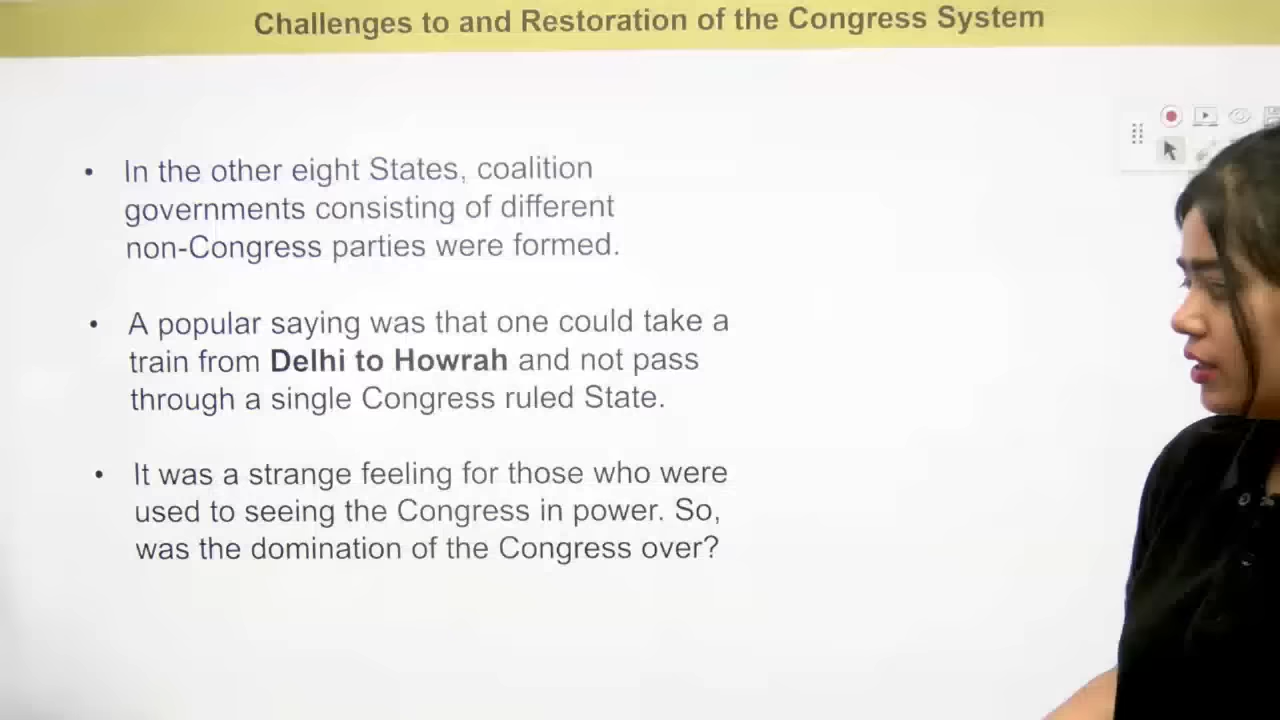 Challenges to and Restoration of the Congress System
• In the other eight States, coalition
governments consisting of different
non-Congress parties were formed.
• A popular saying was that one could take a
train from Delhi to Howrah and not pass
through a single Congress ruled State.
• It was a strange feeling for those who were
used to seeing the Congress in power. So,
was the domination of the Congress over?